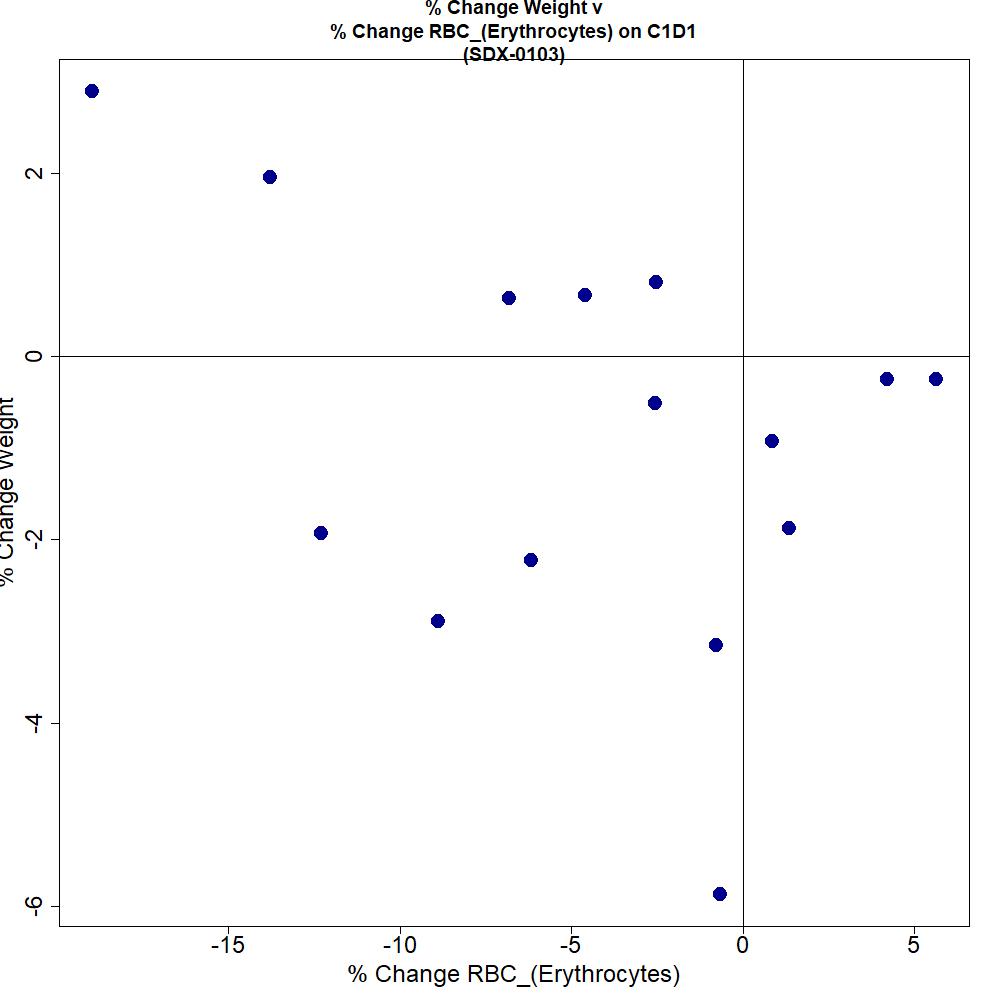 % Change Weight v
% Change RBC_(Erythrocytes) on C1D1
(SDX-0103)
2
0
-2
-4
-6
% Change Weight
-15
-10
-5
0
5
% Change RBC_(Erythrocytes)